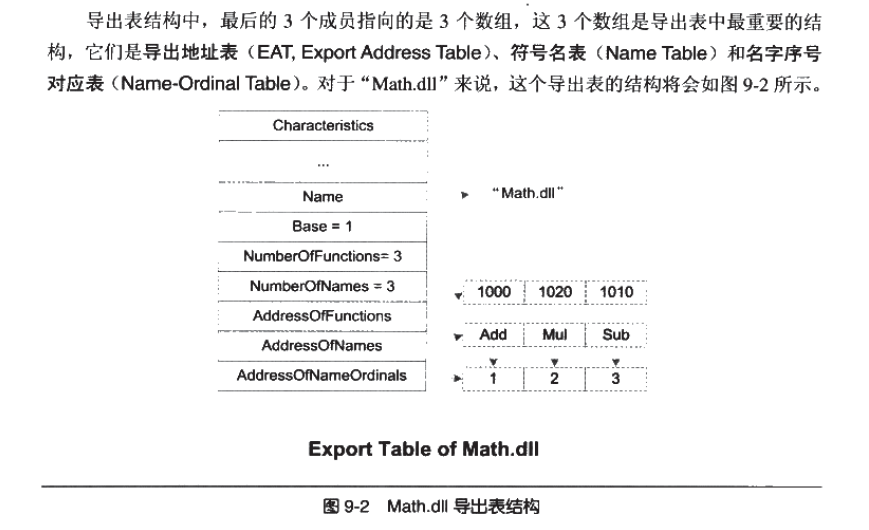 导出表结构中，最后的 3 个成员指向的是 3 个数组，这 3 个数组是导出表中最重要的结
构，它们是导出地址表（EAT, Export Address Table）、符号名表（Name Table）和名字序号
对应表（Name-Ordinal Table）。对于“Math.dll”来说，这个导出表的结构将会如图 9-2 所示。
Characteristics
...
Name
“Math.dll”
Base = 1
NumberOfFunctions= 3
NumberOfNames = 3
1000 1020 1010
AddressOfFunctions
Add Mul Sub
AddressOfNames
AddressOfNameOrdinals
1 2 3
Export Table of Math.dll
图 9-2 Math.dll 导出表结构